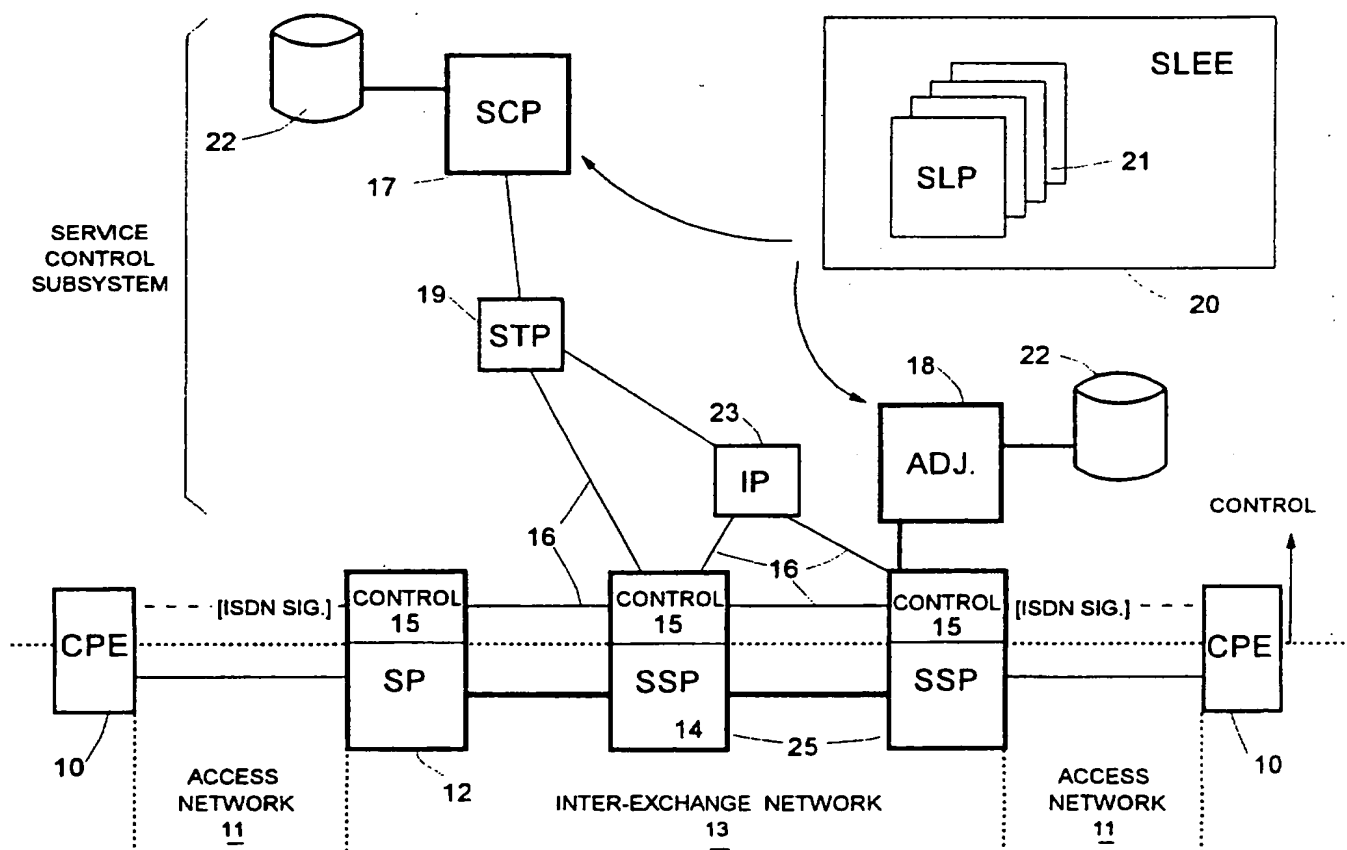 SLEE
SCP
22
17
SLP
21
SERVICE
CONTROL
SUBSYSTEM
20
19
STP
18
22
23
ADJ.
IP
CONTROL
16
16
CONTROL
15
CONTROL
15
CONTROL
15
[ISDN SIG.]
[ISDN SIG.]
CPE
SP
SSP
SSP
CPE
14
25
10
12
10
ACCESS
NETWORK
11
INTER-EXCHANGE NETWORK
13
ACCESS
NETWORK
11